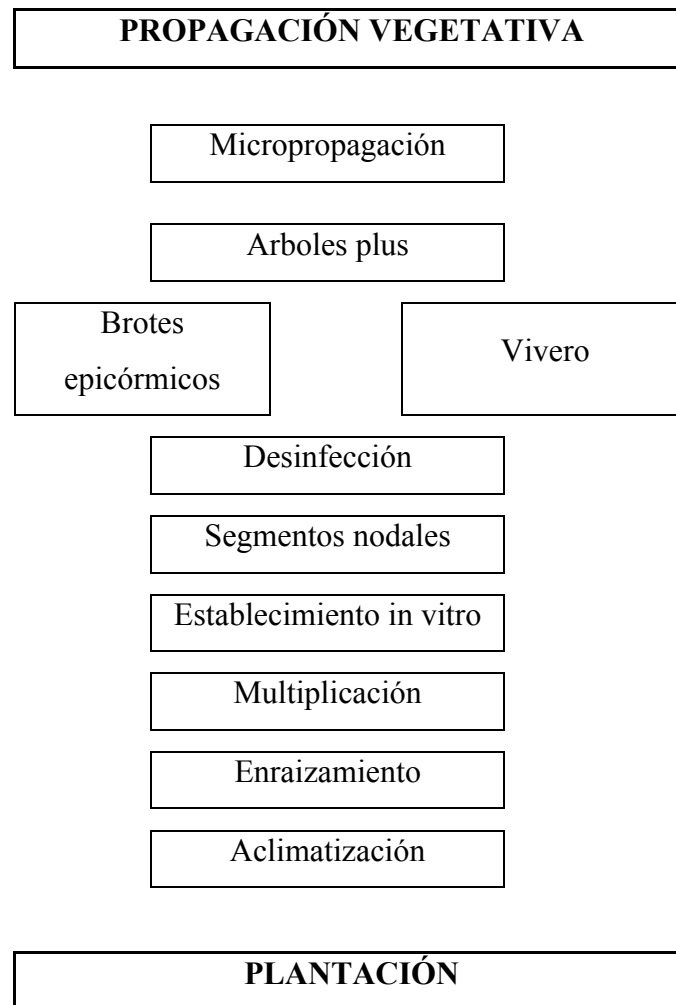 PROPAGACIÓN VEGETATIVA
Micropropagación
Arboles plus
Brotes
epicórmicos
Vivero
Desinfección
Segmentos nodales
Establecimiento in vitro
Multiplicación
Enraizamiento
Aclimatización
PLANTACIÓN